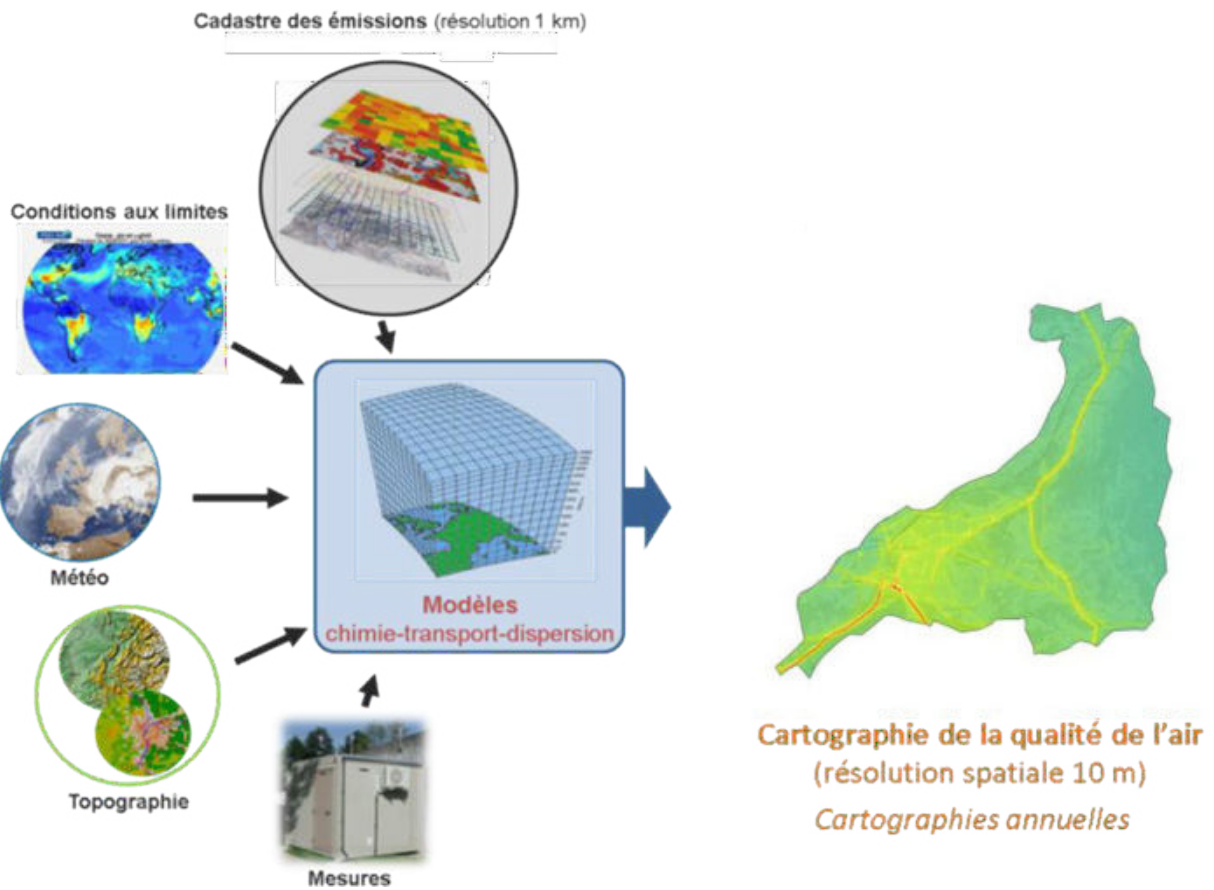 Cadastre des émissions (résolution 1 km)
Conditions aux limites
Météo
Topographie
Mesures
Modèles
chimie-transport-dispersion
Cartographie de la qualité de l'air
(résolution spatiale 10 m)
Cartographies annuelles